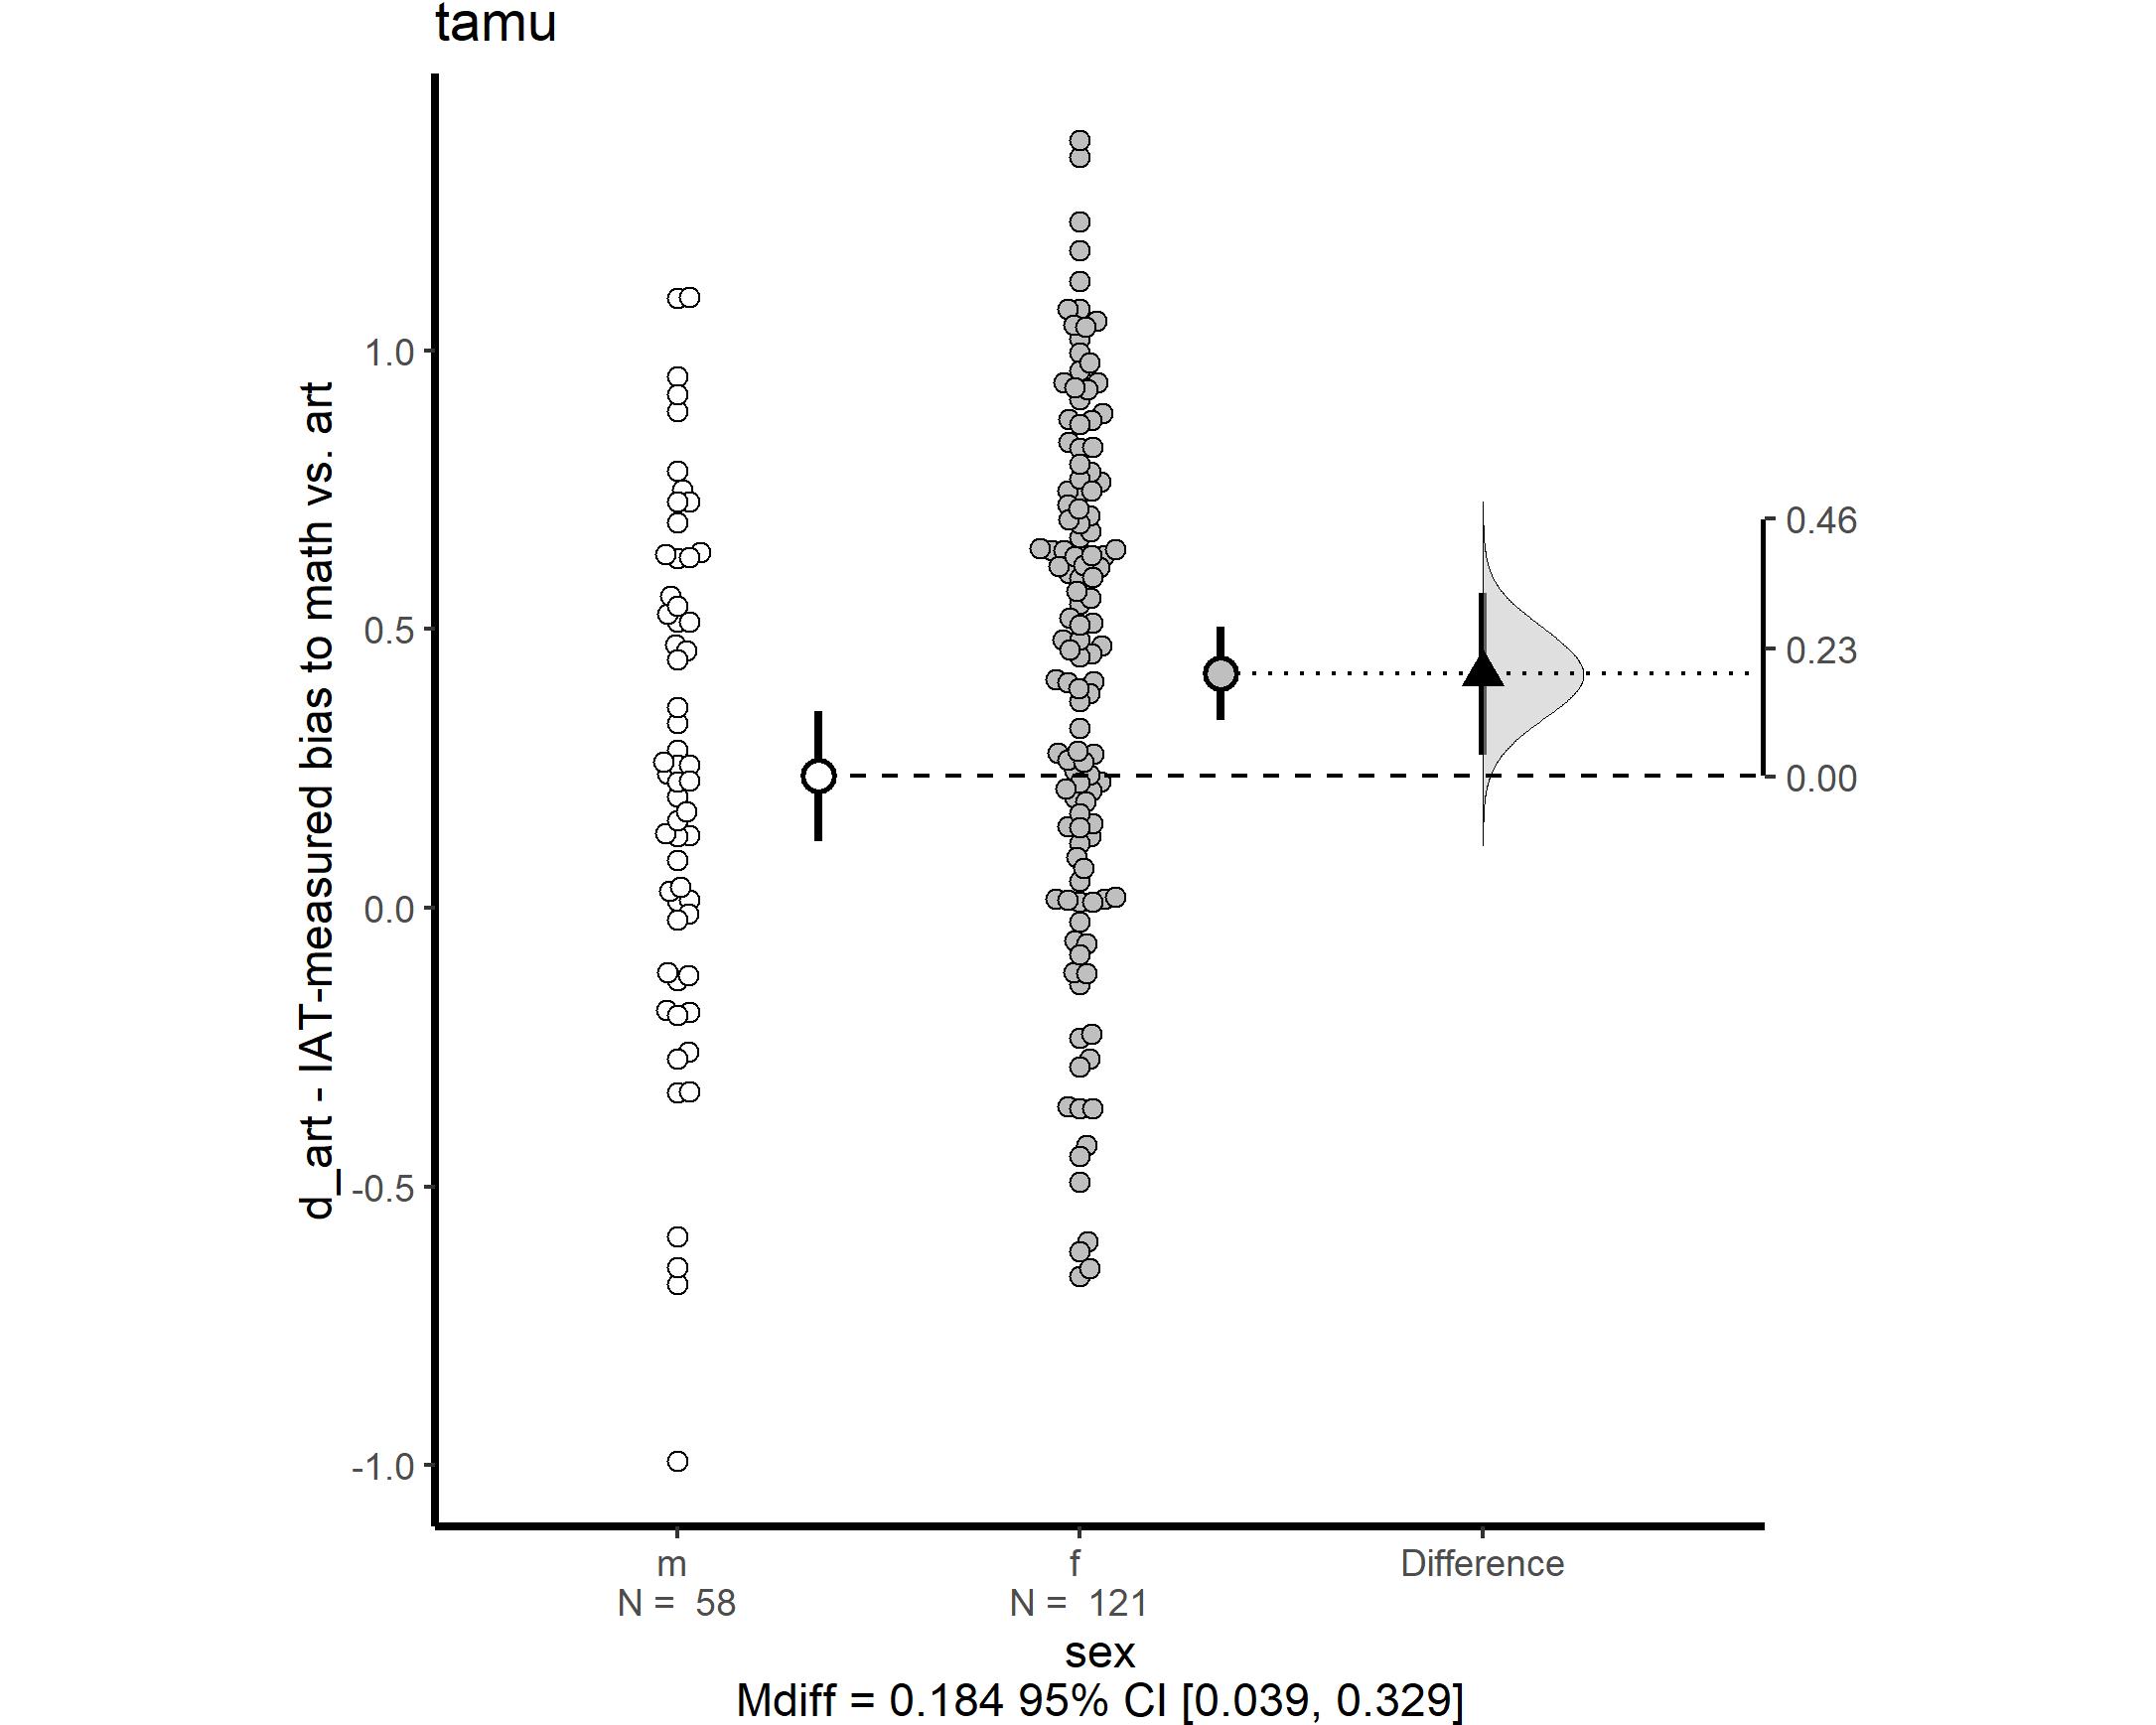 tamu
d_art - IAT-measured bias to math vs. art
1.0
0.5
0.0
-0.5
-1.0
0.46
0.23
0.00
m
N =  58
f
N =  121
Difference
sex
Mdiff = 0.184 95% CI [0.039, 0.329]